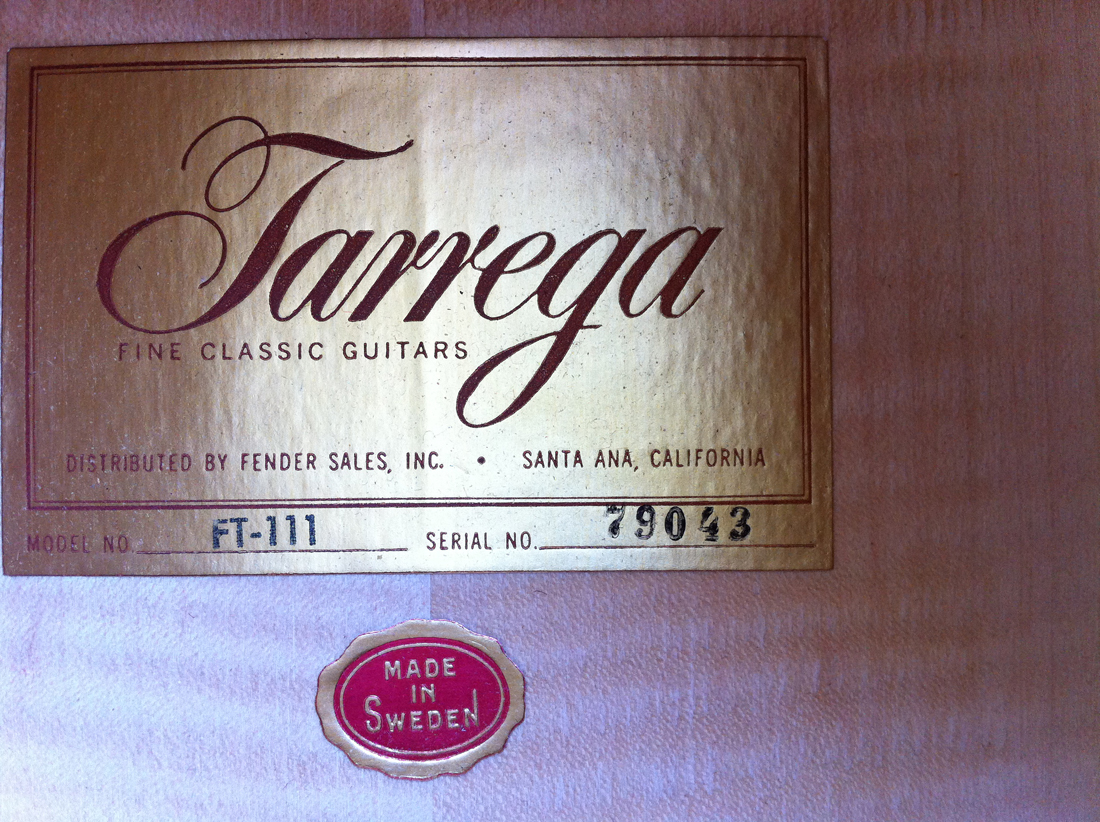 Tarrega
FINE CLASSIC GUITARS
DISTRIBUTED BY FENDER SALES, INC. • SANTA ANA, CALIFORNIA
MODEL NO. FT-111 SERIAL NO. 79043
MADE
IN
SWEDEN